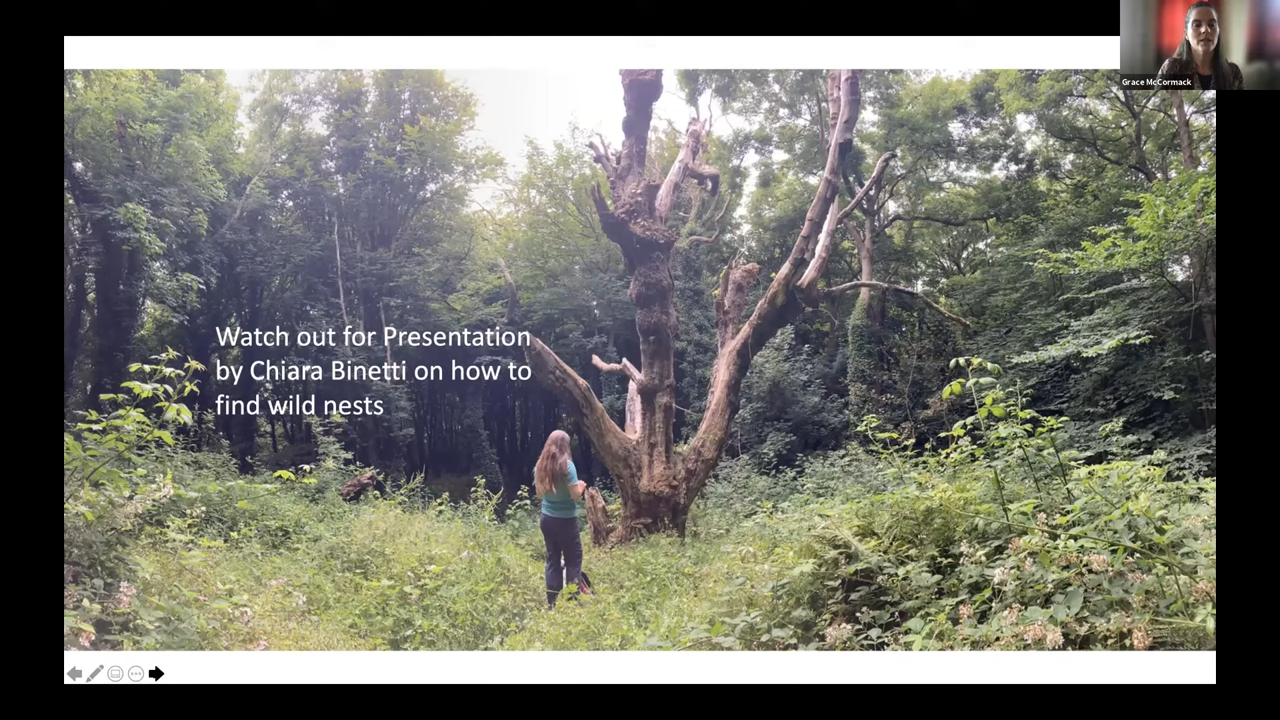 Grace McCormack
Watch out for Presentation
by Chiara Binetti on how to
find wild nests